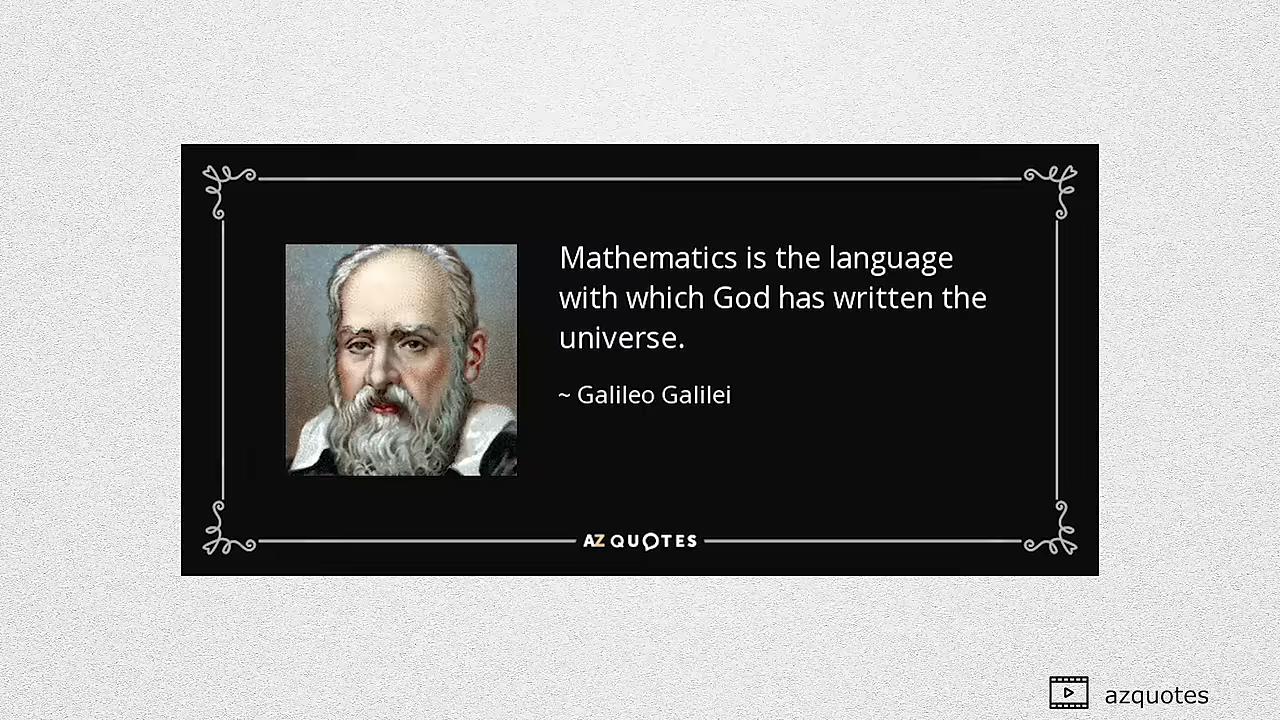 Mathematics is the language
with which God has written the
universe.
~ Galileo Galilei
AZ QUOTES
azquotes